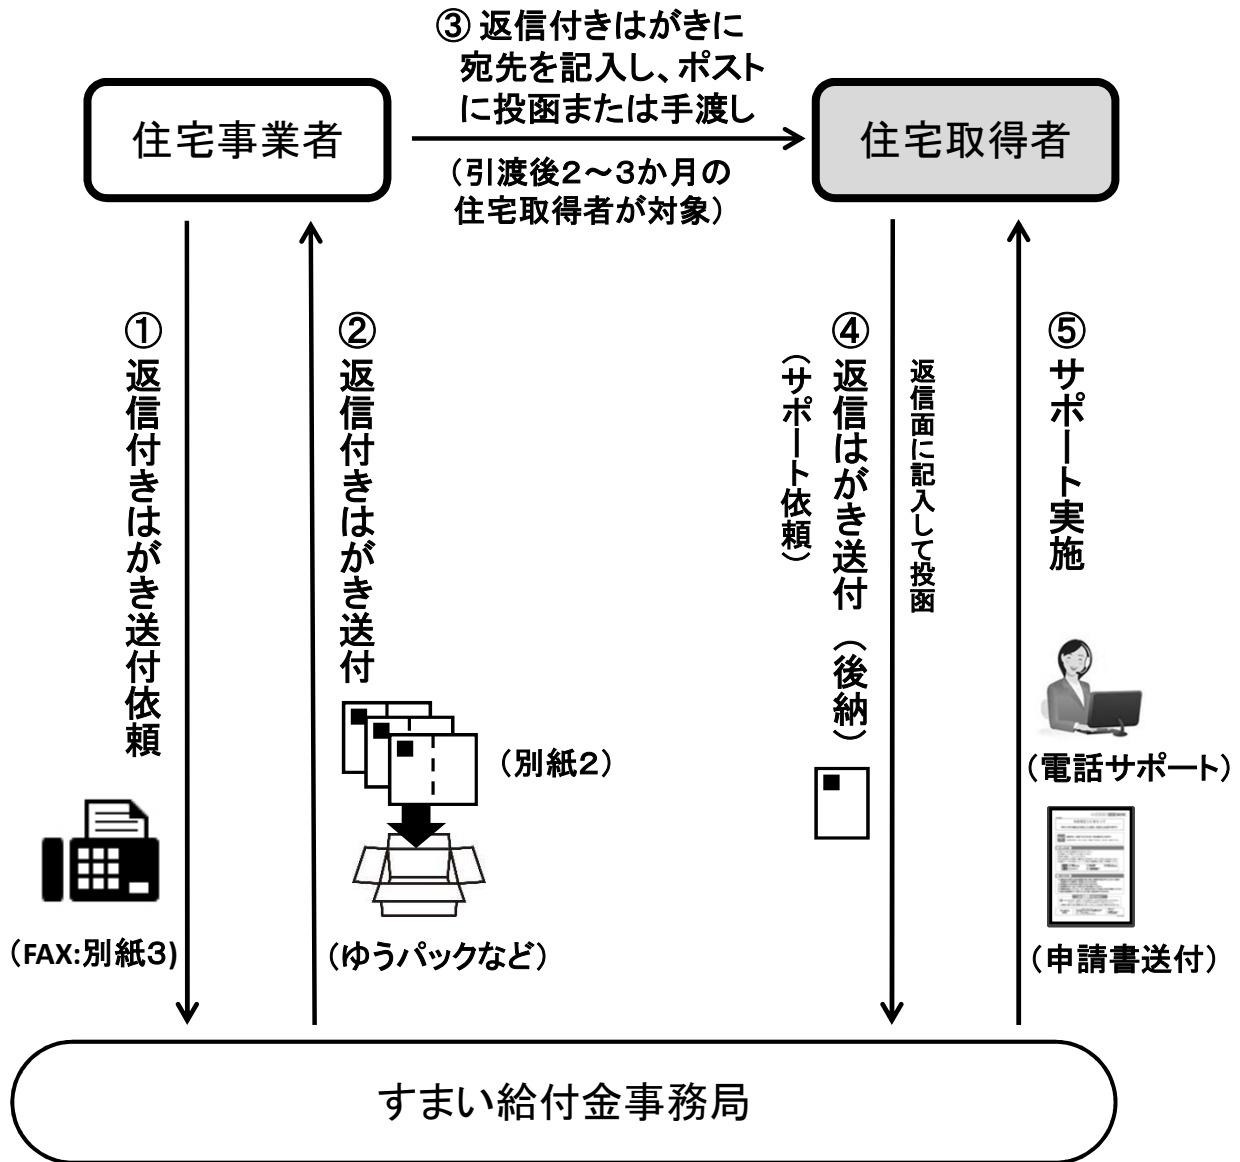 ③ 返信付きはがきに
宛先を記入し、ポスト
に投函または手渡し
住宅事業者
住宅取得者
(引渡後2～3か月の
住宅取得者が対象)
①返信付きはがき送付依頼
(FAX:別紙3)
②返信付きはがき送付
(別紙2)
(ゆうパックなど)
④返信はがき送付(後納)
(サポート依頼)
返信面に記入して投函
⑤サポート実施
(電話サポート)
(申請書送付)
すまい給付金事務局